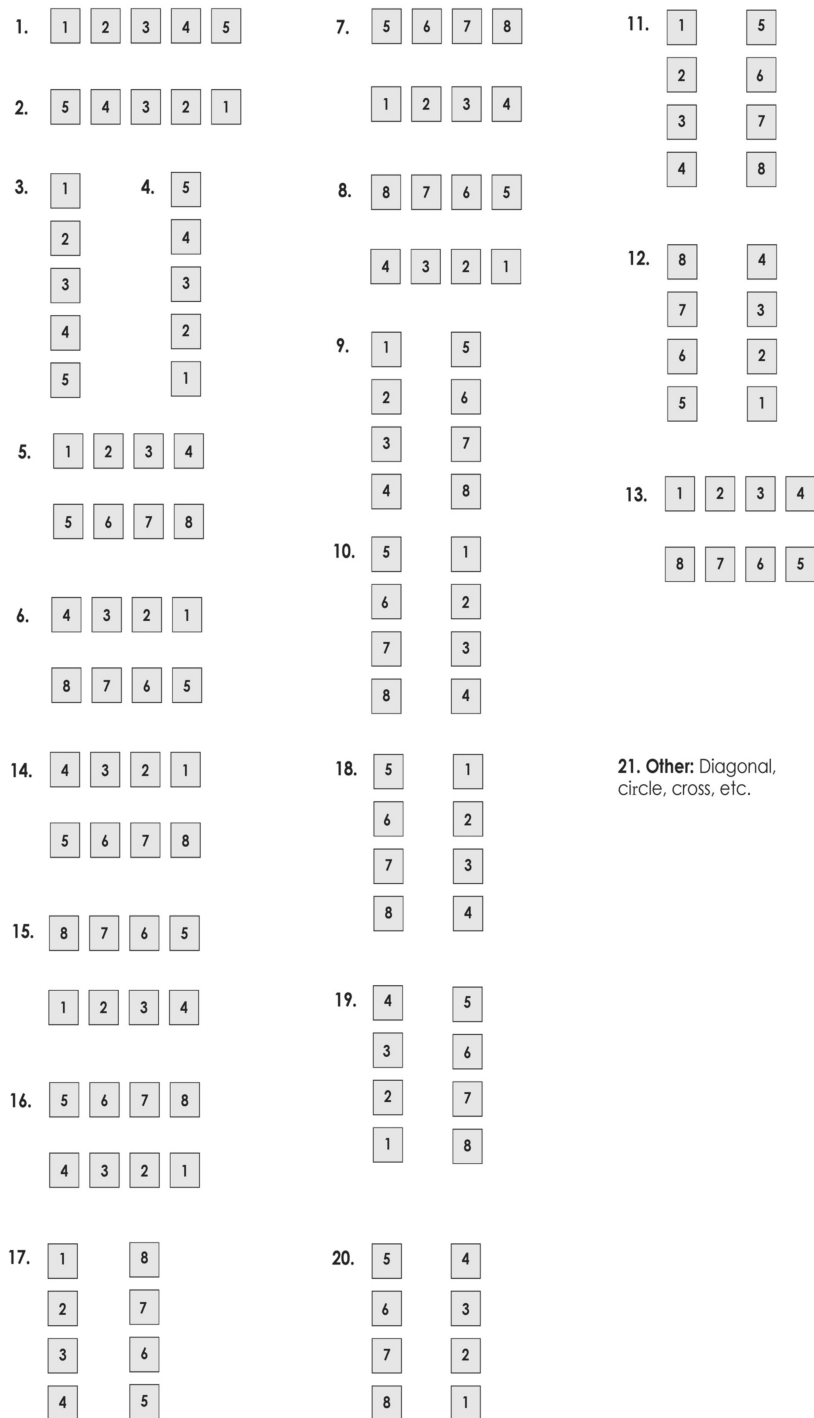 1. 1 2 3 4 5
2. 5 4 3 2 1
3. 1 4. 5
2 4
3 3
4 2
5 1
5. 1 2 3 4
5 6 7 8
6. 4 3 2 1
8 7 6 5
7. 5 6 7 8
1 2 3 4
8. 8 7 6 5
4 3 2 1
9. 1 5
2 6
3 7
4 8
10. 5 1
6 2
7 3
8 4
11. 1 5
2 6
3 7
4 8
12. 8 4
7 3
6 2
5 1
13. 1 2 3 4
8 7 6 5
14. 4 3 2 1
5 6 7 8
15. 8 7 6 5
1 2 3 4
16. 5 6 7 8
4 3 2 1
17. 1 8
2 7
3 6
4 5
18. 5 1
6 2
7 3
8 4
19. 4 5
3 6
2 7
1 8
20. 5 4
6 3
7 2
8 1
21. Other: Diagonal,
circle, cross, etc.